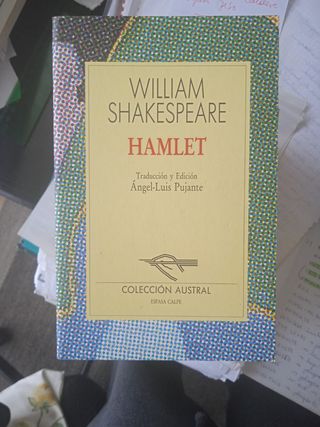 WILLIAM
SHAKESPEARE
HAMLET
Traducción y Edición
Ángel-Luis Pujante
COLECCIÓN AUSTRAL
ESPASA CALPE